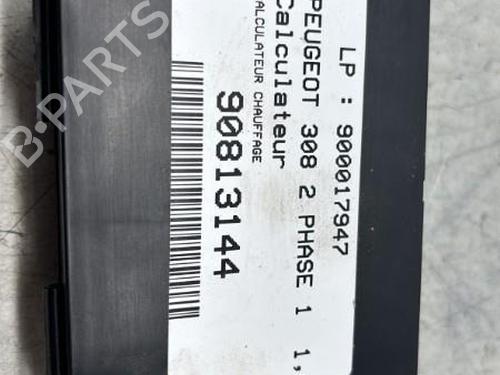 LP : 900017947
PEUGEOT 308 2 PHASE 1 1,
Calculateur
CALCULATEUR CHAUFFAGE
90813144
B-PARTS